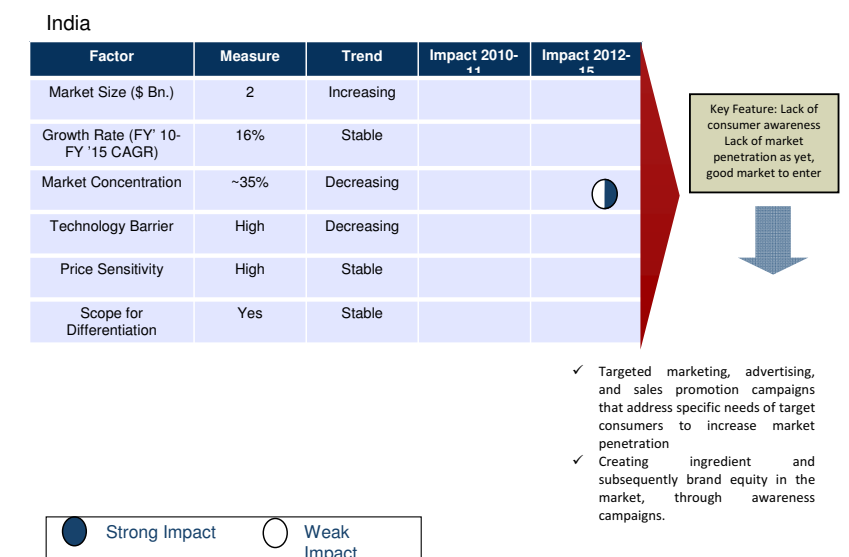 India
Factor Measure Trend Impact 2010- Impact 2012-
11 15
Market Size ($ Bn.) 2 Increasing
Growth Rate (FY' 10- 16% Stable
FY '15 CAGR)
Market Concentration ~35% Decreasing
Technology Barrier High Decreasing
Price Sensitivity High Stable
Scope for Yes Stable
Differentiation
Key Feature: Lack of
consumer awareness
Lack of market
penetration as yet,
good market to enter
✓ Targeted marketing, advertising,
and sales promotion campaigns
that address specific needs of target
consumers to increase market
penetration
✓ Creating ingredient and
subsequently brand equity in the
market, through awareness
campaigns.
Strong Impact Weak
Impact